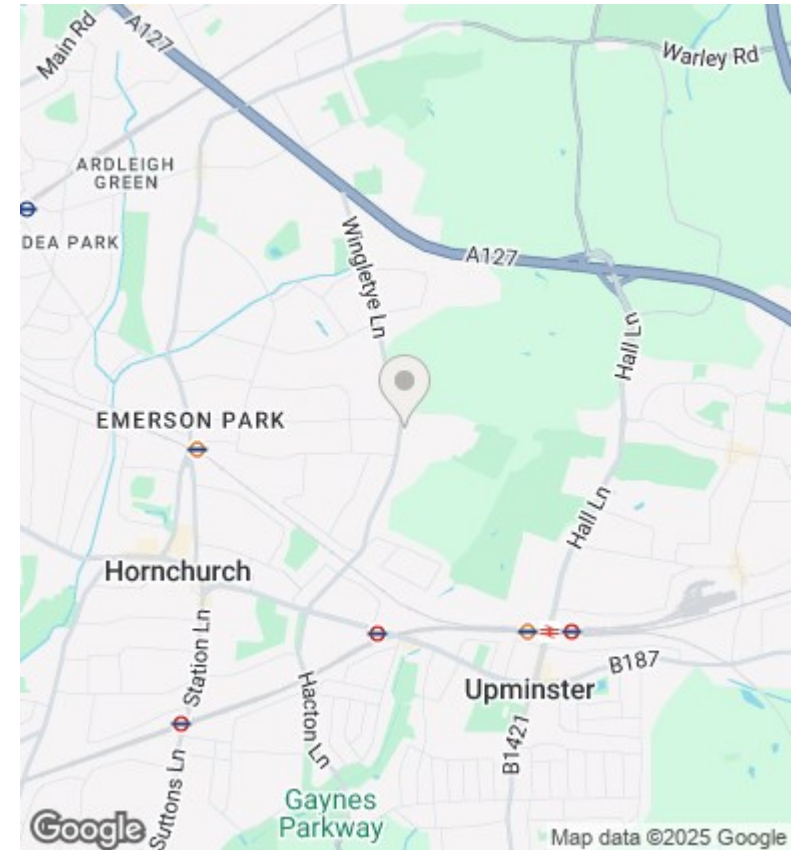 Main Rd
A127
Warley Rd
ARDLEIGH
GREEN
DEA PARK
Wingletye Ln
A127
Hall Ln
EMERSON PARK
Hall Ln
Hornchurch
Station Ln
Hacton Ln
B187
Upminster
B1421
Suttons Ln
Gaynes
Parkway
Google
Map data ©2025 Google